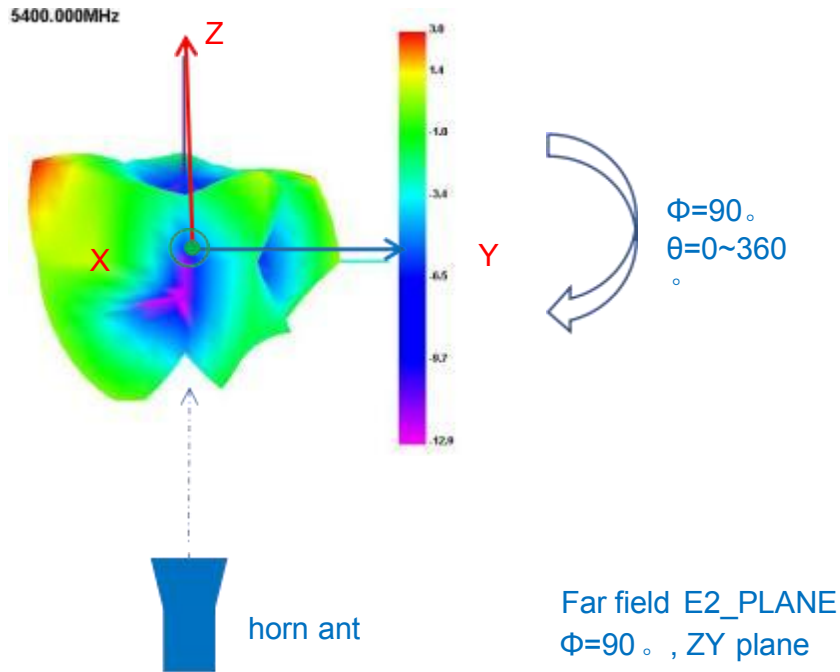 5400.000MHz
Z
3.0
1.4
-1.0
-3.4
-6.5
-9.7
-12.9
X
Y
Φ=90。
θ=0~360
。
horn ant
Far field E2_PLANE
Φ=90 。, ZY plane